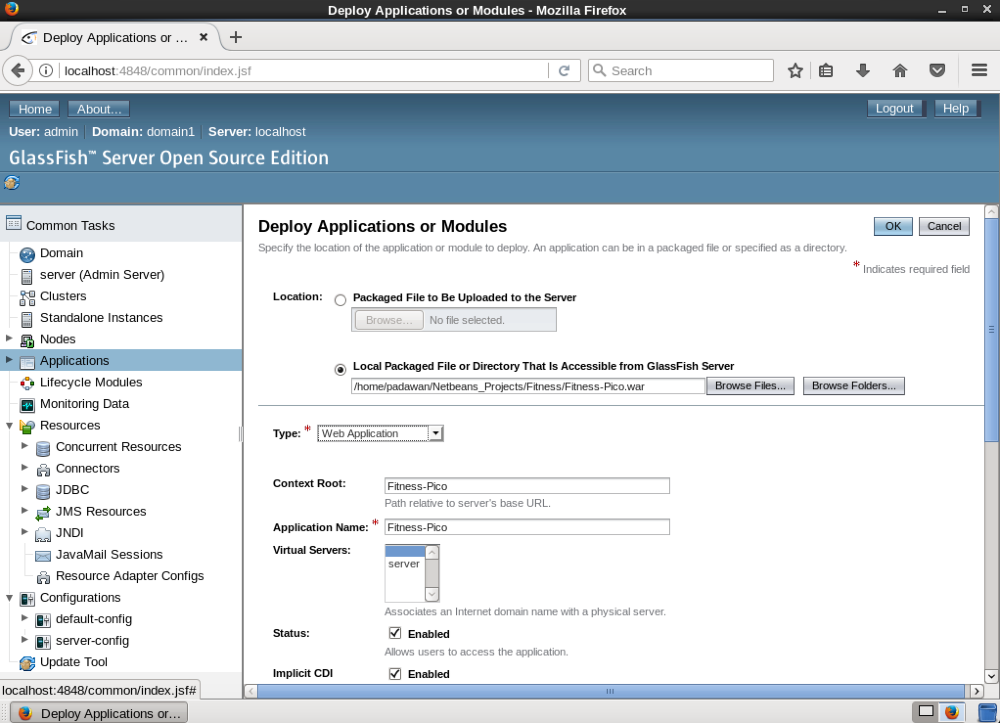 Deploy Applications or Modules - Mozilla Firefox
Deploy Applications or ...
localhost:4848/common/index.jsf
Search
Home About...
Logout Help
User: admin Domain: domain1 Server: localhost
GlassFish™ Server Open Source Edition
Common Tasks
Domain
server (Admin Server)
Clusters
Standalone Instances
Nodes
Applications
Lifecycle Modules
Monitoring Data
Resources
Concurrent Resources
Connectors
JDBC
JMS Resources
JNDI
JavaMail Sessions
Resource Adapter Configs
Configurations
default-config
server-config
Update Tool
Deploy Applications or Modules
OK Cancel
Specify the location of the application or module to deploy. An application can be in a packaged file or specified as a directory.
* Indicates required field
Location: Packaged File to Be Uploaded to the Server
Browse... No file selected.
Local Packaged File or Directory That Is Accessible from GlassFish Server
/home/padawan/Netbeans_Projects/Fitness/Fitness-Pico.war Browse Files... Browse Folders...
Type: * Web Application
Context Root: Fitness-Pico
Path relative to server's base URL.
Application Name: * Fitness-Pico
Virtual Servers:
server
Associates an Internet domain name with a physical server.
Status: Enabled
Allows users to access the application.
Implicit CDI Enabled
localhost:4848/common/index.jsf#
Deploy Applications or...